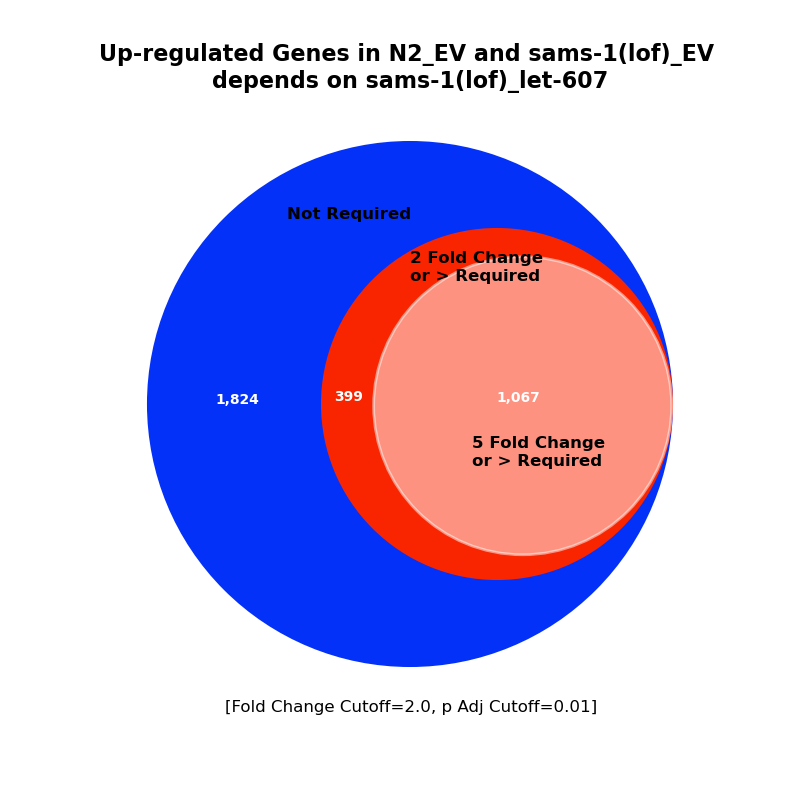 Up-regulated Genes in N2_EV and sams-1(lof)_EV
depends on sams-1(lof)_let-607
Not Required
2 Fold Change
or > Required
1,824
399
1,067
5 Fold Change
or > Required
[Fold Change Cutoff=2.0, p Adj Cutoff=0.01]